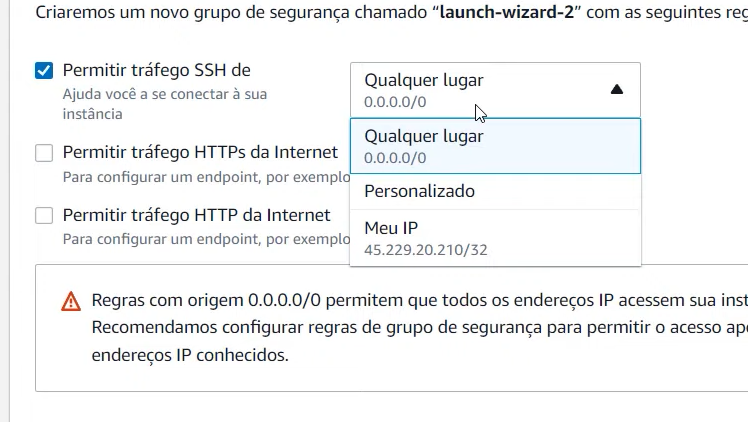 Criaremos um novo grupo de segurança chamado “launch-wizard-2” com as seguintes
Permitir tráfego SSH de
Ajuda você a se conectar à sua
instância
Qualquer lugar
0.0.0.0/0
Qualquer lugar
0.0.0.0/0
Personalizado
Meu IP
45.229.20.210/32
Permitir tráfego HTTPs da Internet
Para configurar um endpoint, por exemplo
Permitir tráfego HTTP da Internet
Para configurar um endpoint, por exemplo
Regras com origem 0.0.0.0/0 permitem que todos os endereços IP acessem sua
Recomendamos configurar regras de grupo de segurança para permitir o acesso
endereços IP conhecidos.